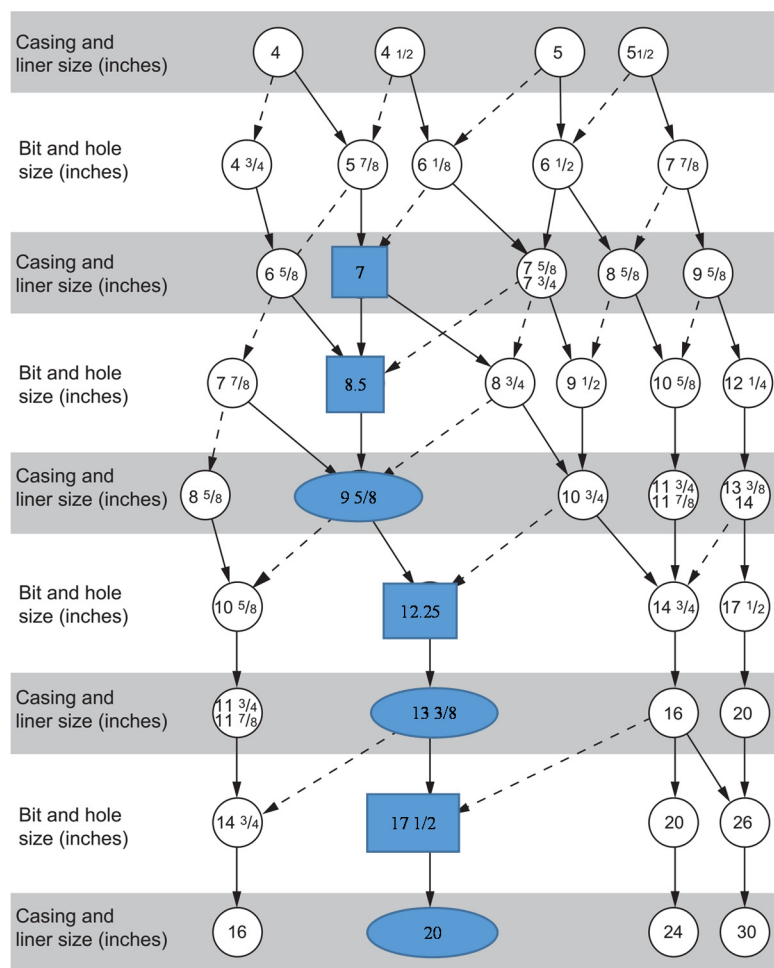 Casing and
liner size (inches)
4
4 1/2
5
5 1/2
Bit and hole
size (inches)
4 3/4
5 7/8
6 1/8
6 1/2
7 7/8
Casing and
liner size (inches)
6 5/8
7
7 5/8
7 3/4
8 5/8
9 5/8
Bit and hole
size (inches)
7 7/8
8.5
8 3/4
9 1/2
10 5/8
12 1/4
Casing and
liner size (inches)
8 5/8
9 5/8
10 3/4
11 3/4
11 7/8
13 3/8
14
Bit and hole
size (inches)
10 5/8
12.25
14 3/4
17 1/2
Casing and
liner size (inches)
11 3/4
11 7/8
13 3/8
16
20
Bit and hole
size (inches)
14 3/4
17 1/2
20
26
Casing and
liner size (inches)
16
20
24
30